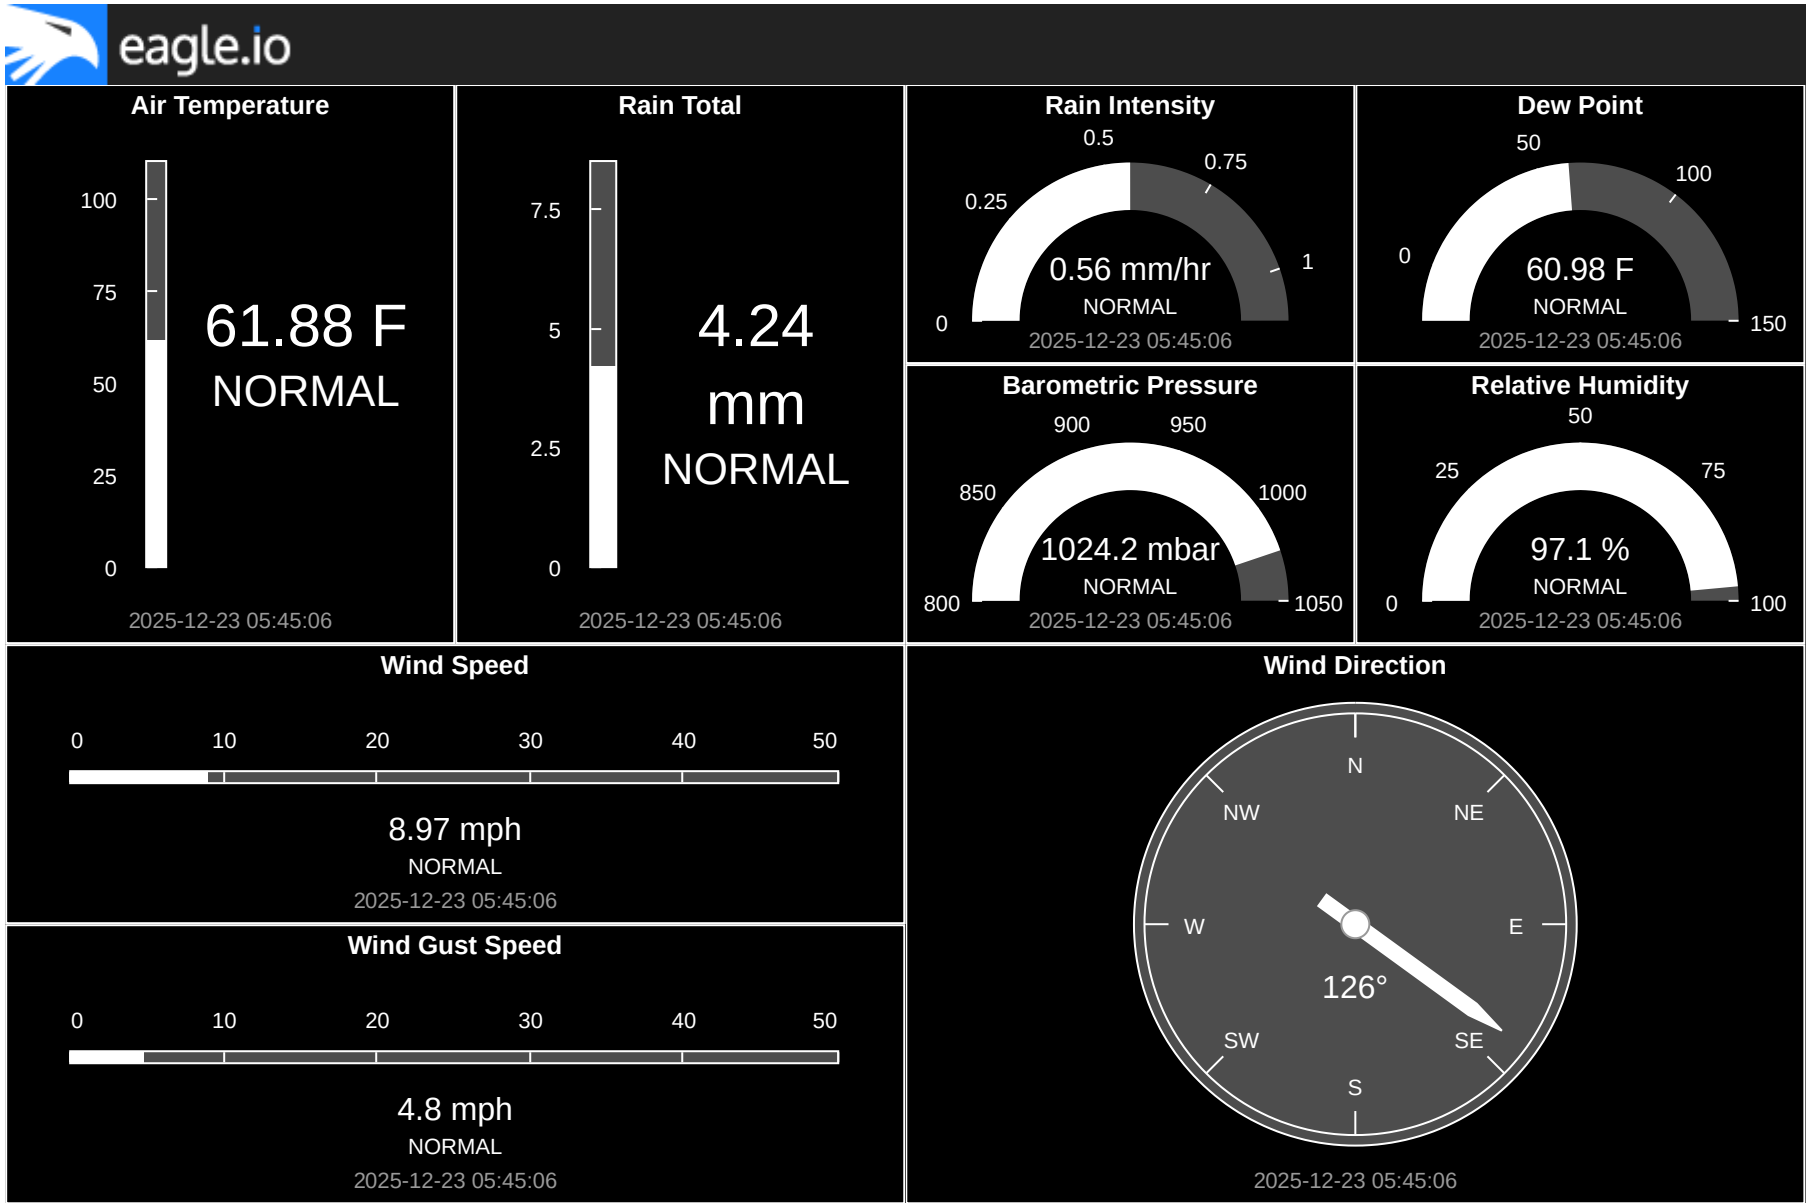 eagle.io
Air Temperature
100
75
50
25
0
61.88 F
NORMAL
2025-12-23 05:45:06
Rain Total
7.5
5
2.5
0
4.24
mm
NORMAL
2025-12-23 05:45:06
Rain Intensity
0.5
0.75
0.25
1
0
0.56 mm/hr
NORMAL
2025-12-23 05:45:06
Dew Point
50
100
0
150
60.98 F
NORMAL
2025-12-23 05:45:06
Barometric Pressure
900 950
850 1000
800 1050
1024.2 mbar
NORMAL
2025-12-23 05:45:06
Relative Humidity
50
25 75
0 100
97.1 %
NORMAL
2025-12-23 05:45:06
Wind Speed
0 10 20 30 40 50
8.97 mph
NORMAL
2025-12-23 05:45:06
Wind Gust Speed
0 10 20 30 40 50
4.8 mph
NORMAL
2025-12-23 05:45:06
Wind Direction
N
NW NE
W E
126°
SW SE
S
2025-12-23 05:45:06